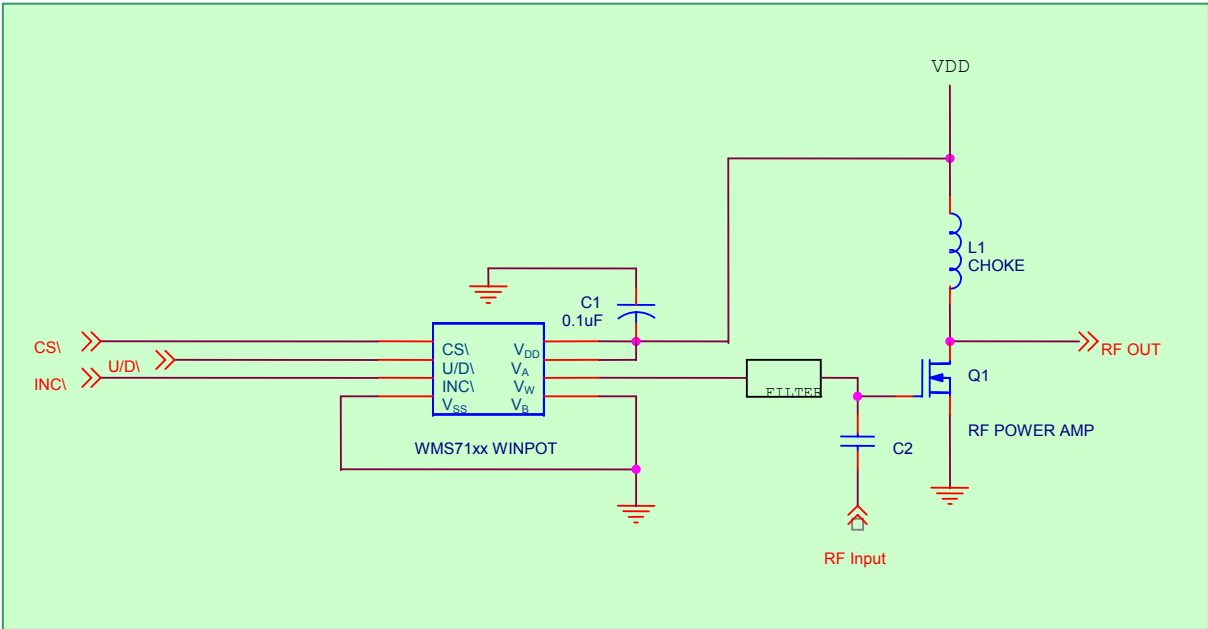 VDD
L1
CHOKE
C1
0.1uF
CS\
U/D\
INC\
CS\
U/D\
INC\
VSS
VDD
VA
VW
VB
FILTER
RF OUT
Q1
RF POWER AMP
WMS71xx WINPOT
C2
RF Input